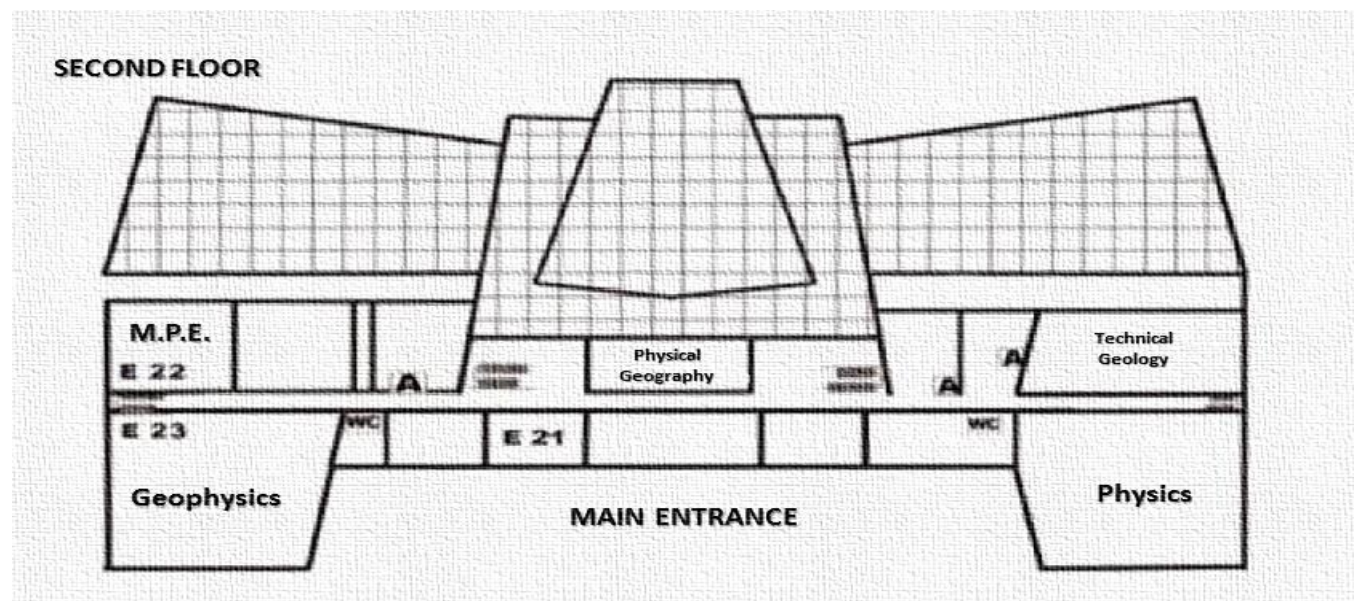 SECOND FLOOR
M.P.E.
E 22
A
Physical
Geography
A
A
Technical
Geology
E 23
WC
E 21
WC
Geophysics
MAIN ENTRANCE
Physics